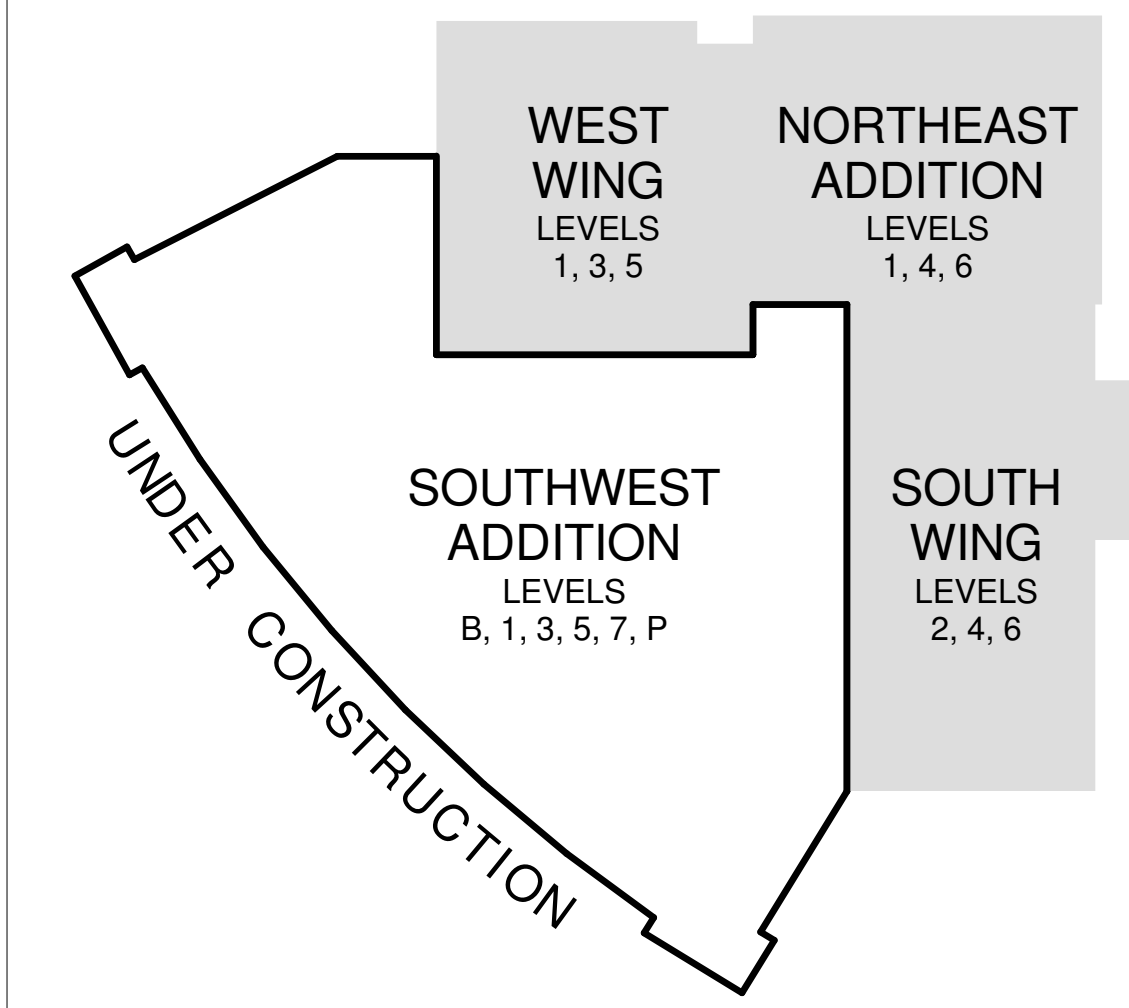 WEST
WING
LEVELS
1, 3, 5
NORTHEAST
ADDITION
LEVELS
1, 4, 6
SOUTHWEST
ADDITION
LEVELS
B, 1, 3, 5, 7, P
SOUTH
WING
LEVELS
2, 4, 6
UNDER CONSTRUCTION